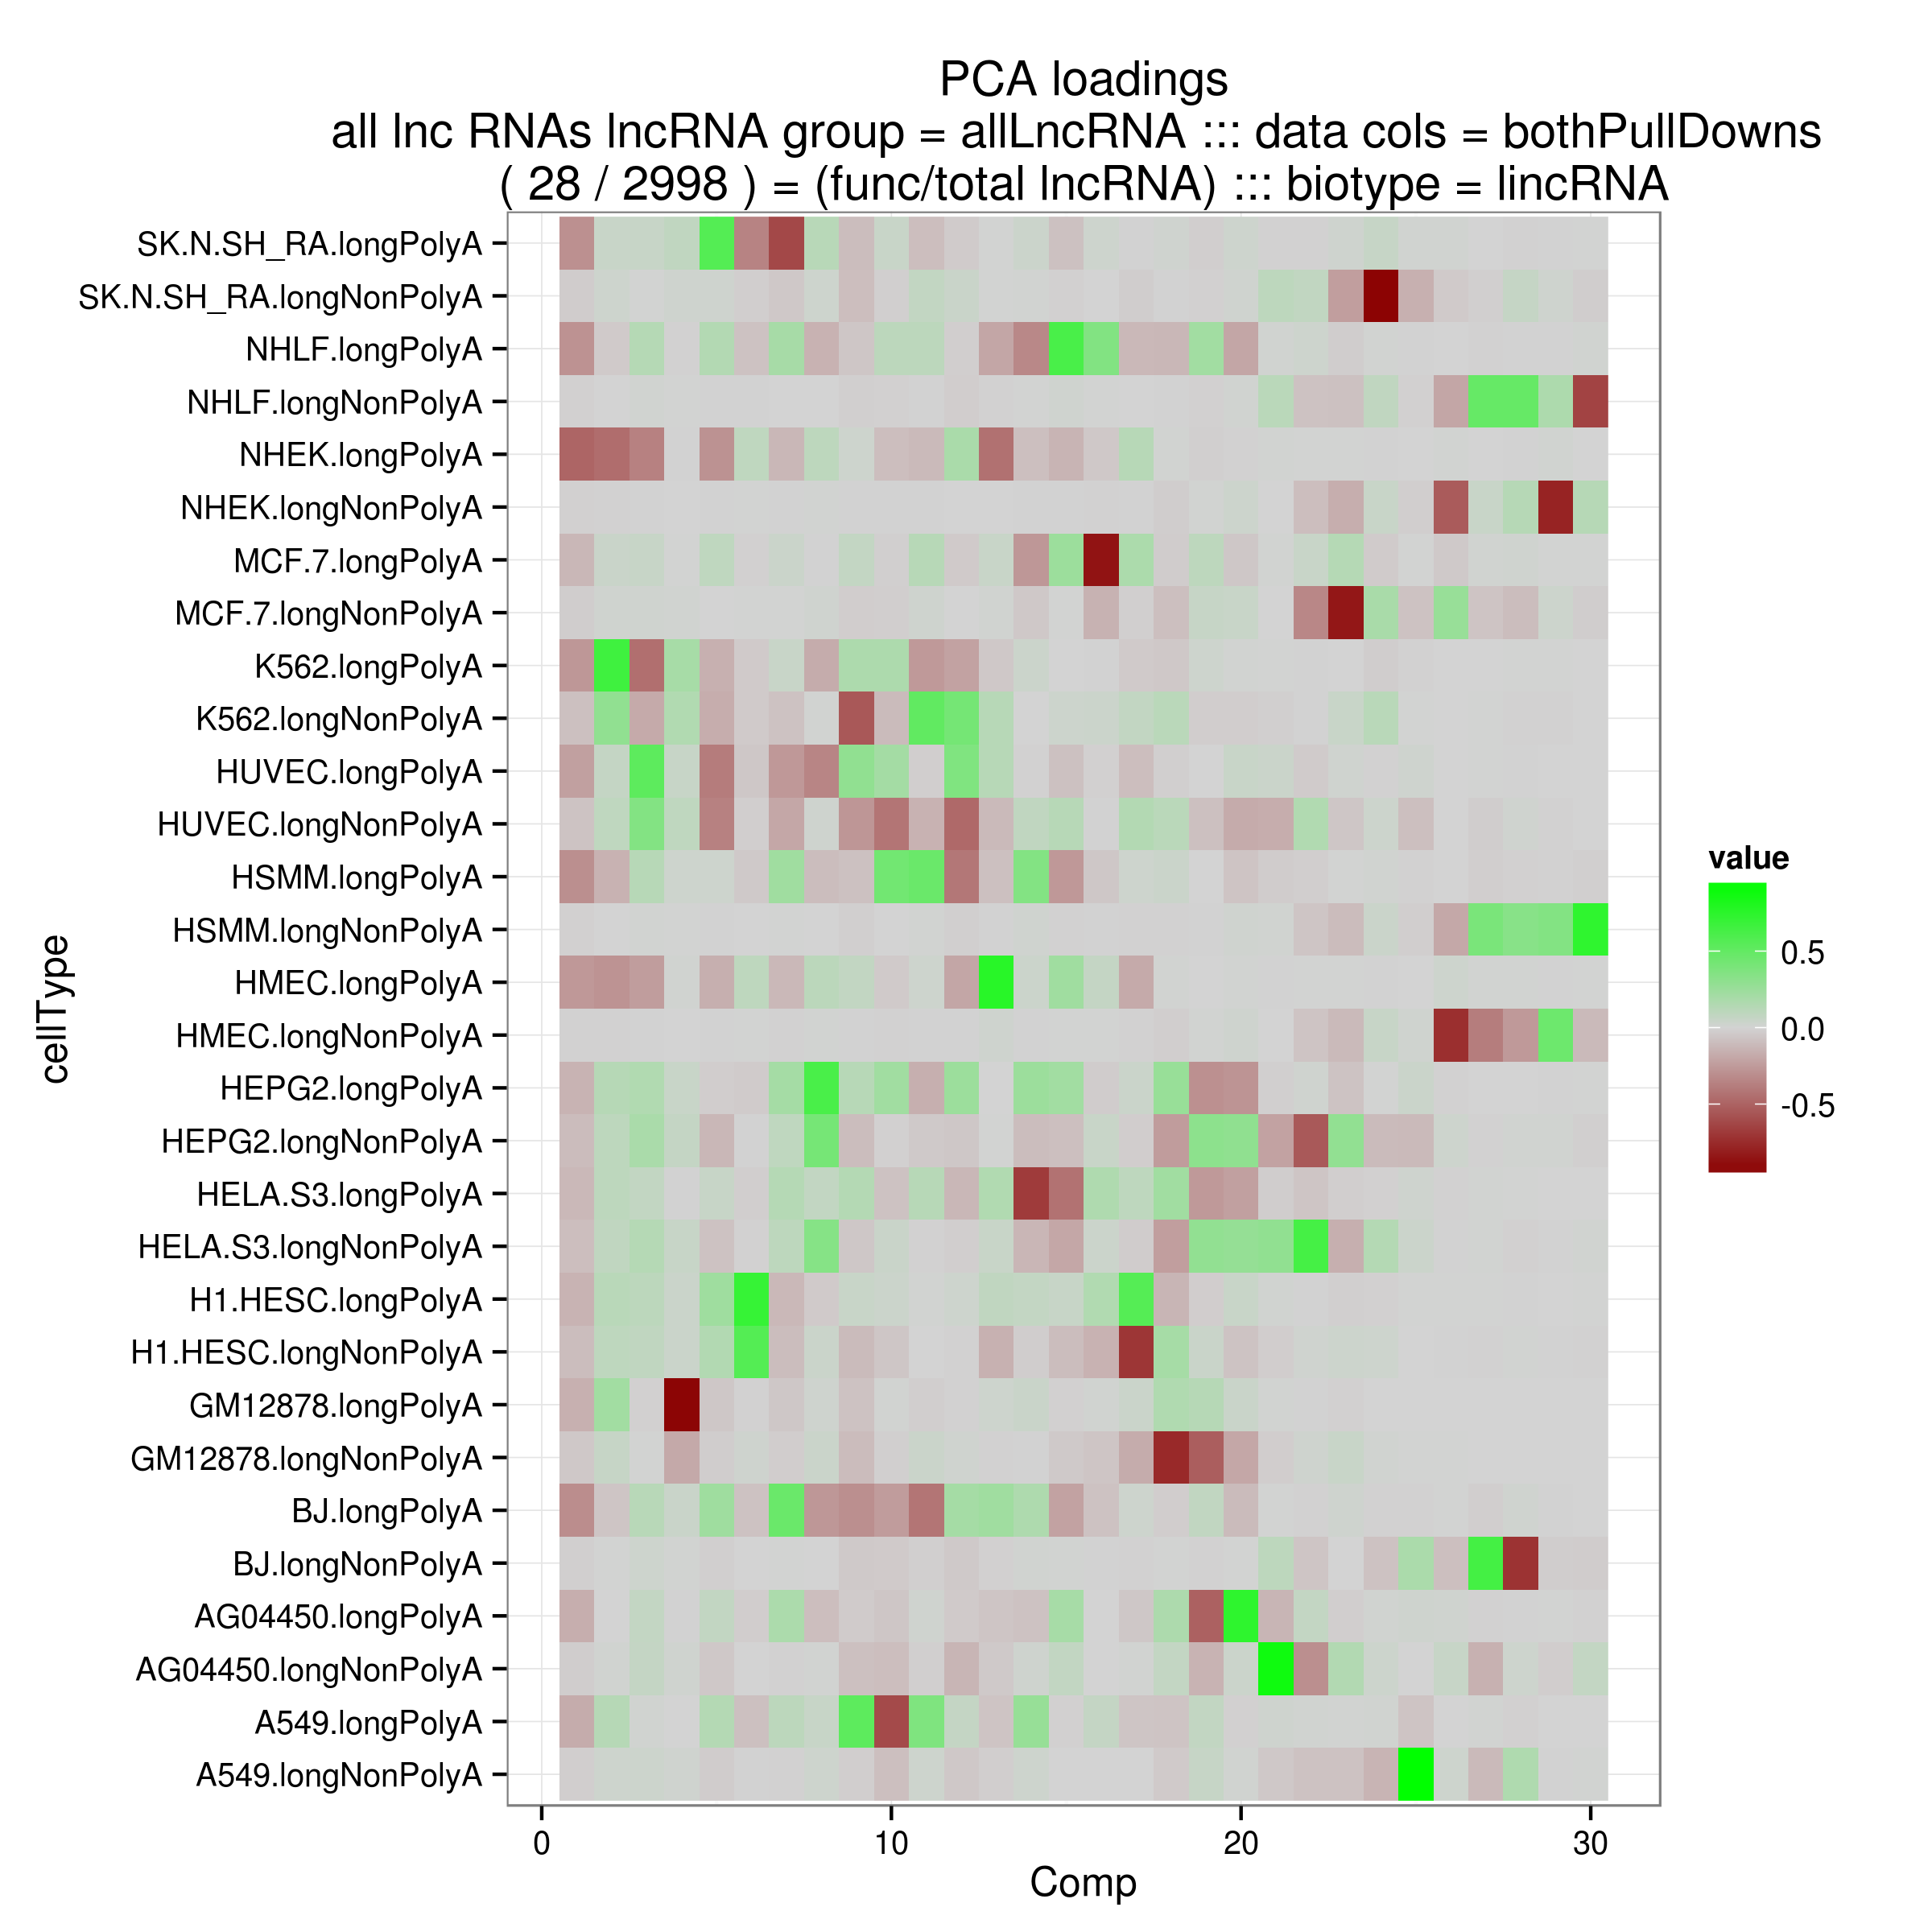 PCA loadings
all lnc RNAs lncRNA group = allLncRNA ::: data cols = bothPullDowns
( 28 / 2998 ) = (func/total lncRNA) ::: biotype = lincRNA
cellType
SK.N.SH_RA.longPolyA
SK.N.SH_RA.longNonPolyA
NHLF.longPolyA
NHLF.longNonPolyA
NHEK.longPolyA
NHEK.longNonPolyA
MCF.7.longPolyA
MCF.7.longNonPolyA
K562.longPolyA
K562.longNonPolyA
HUVEC.longPolyA
HUVEC.longNonPolyA
HSMM.longPolyA
HSMM.longNonPolyA
HMEC.longPolyA
HMEC.longNonPolyA
HEPG2.longPolyA
HEPG2.longNonPolyA
HELA.S3.longPolyA
HELA.S3.longNonPolyA
H1.HESC.longPolyA
H1.HESC.longNonPolyA
GM12878.longPolyA
GM12878.longNonPolyA
BJ.longPolyA
BJ.longNonPolyA
AG04450.longPolyA
AG04450.longNonPolyA
A549.longPolyA
A549.longNonPolyA
0 10 20 30
Comp
value
0.5
0.0
-0.5